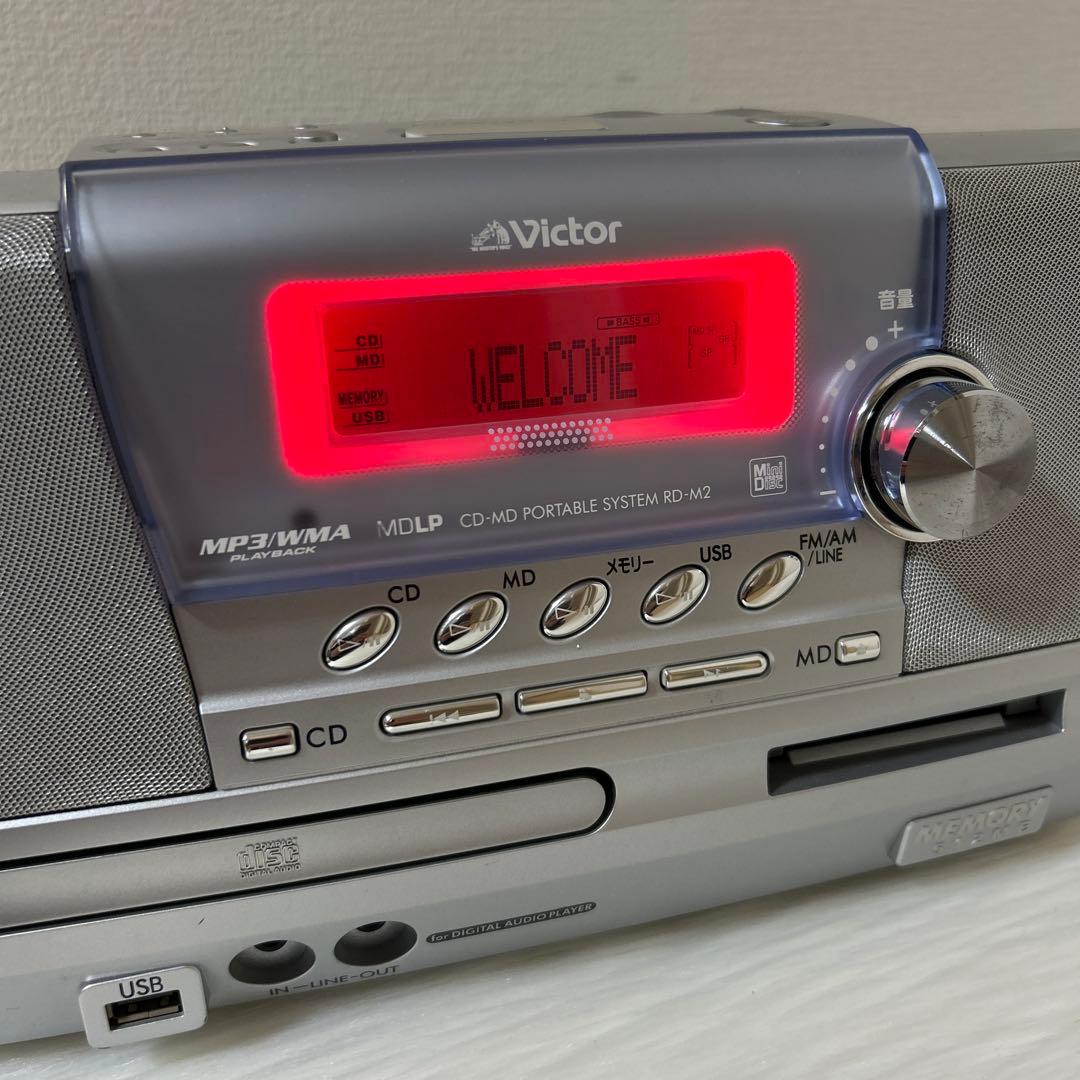 Victor
音量
+
BASS
CD
MD
MEMORY
USB
WELCOME
−
Mini Disc
MP3/WMA
PLAYBACK
MDLP CD-MD PORTABLE SYSTEM RD-M2
CD
MD
メモリー
USB
FM/AM
/LINE
MD
CD
COMPACT
disc
DIGITAL AUDIO
MEMORY
for DIGITAL AUDIO PLAYER
IN—LINE—OUT
USB